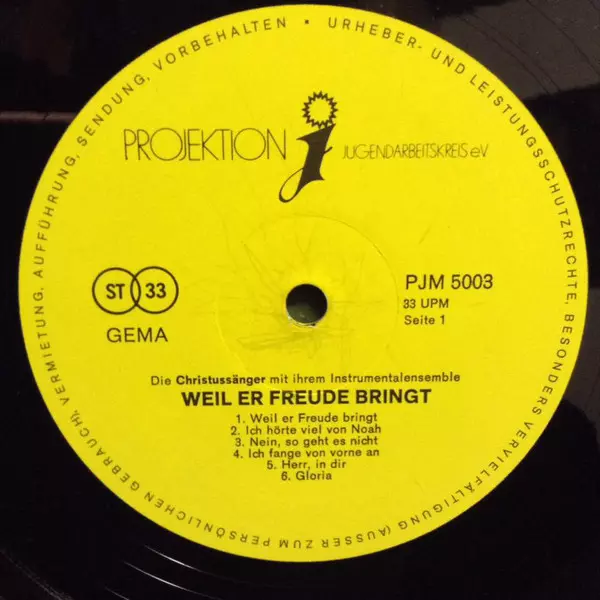 URHEBER- UND LEISTUNGSSCHUTZRECHTE, BESONDERS VERVIELFÄLTIGUNG (AUSSER ZUM PERSÖNLICHEN GEBRAUCH), VERMIETUNG, AUFFÜHRUNG, SENDUNG, VORBEHALTEN •
PROJEKTION j JUGENDARBEITSKREIS eV
ST 33
GEMA
PJM 5003
33 UPM
Seite 1
Die Christussänger mit ihrem Instrumentalensemble
WEIL ER FREUDE BRINGT
1. Weil er Freude bringt
2. Ich hörte viel von Noah
3. Nein, so geht es nicht
4. Ich fange von vorne an
5. Herr, in dir
6. Gloria